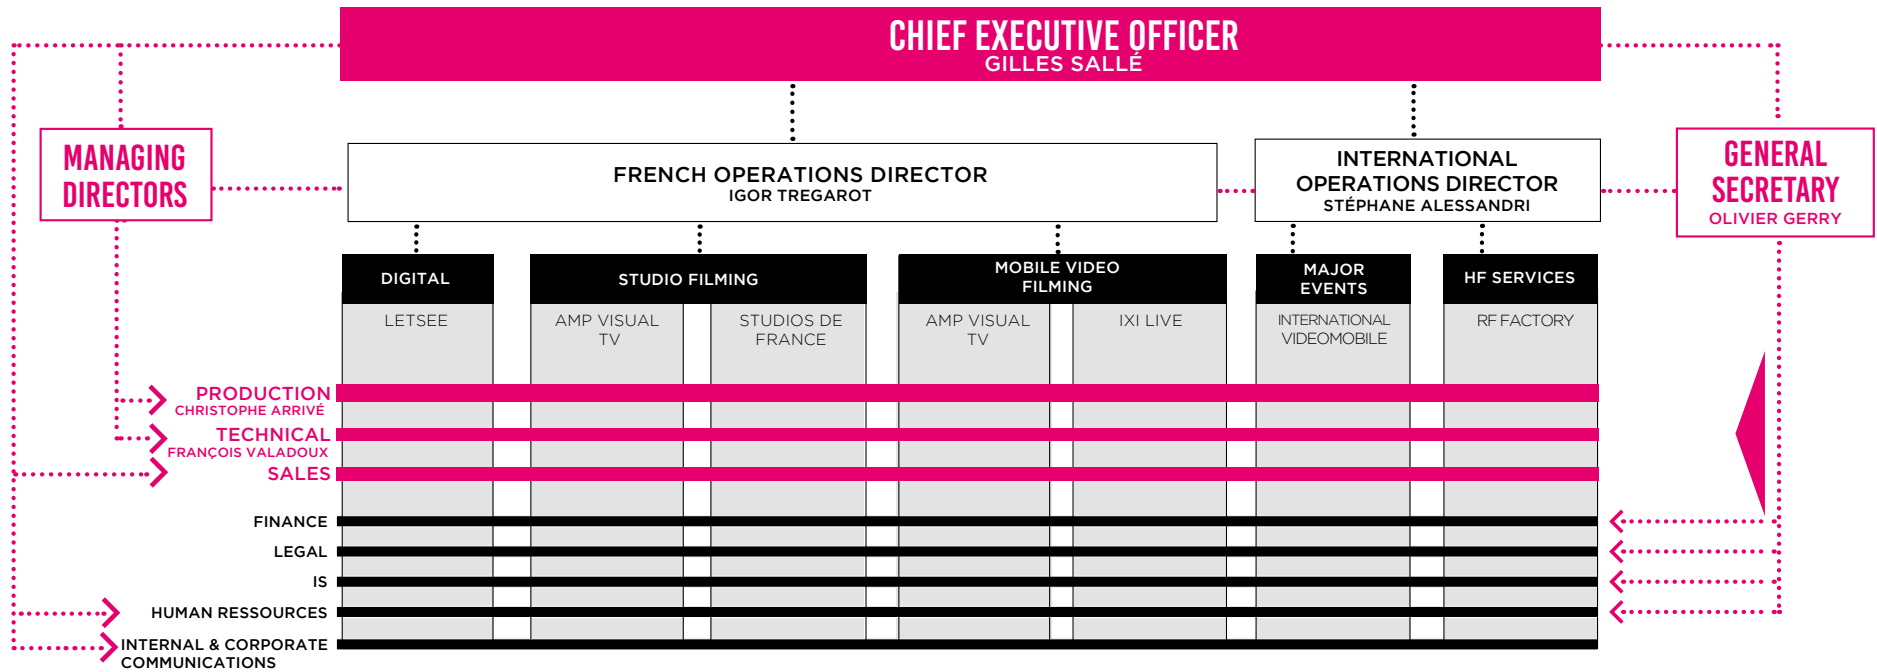 CHIEF EXECUTIVE OFFICER
GILLES SALLÉ
MANAGING
DIRECTORS
FRENCH OPERATIONS DIRECTOR
IGOR TREGAROT
INTERNATIONAL
OPERATIONS DIRECTOR
STÉPHANE ALESSANDRI
GENERAL
SECRETARY
OLIVIER GERRY
DIGITAL
STUDIO FILMING
MOBILE VIDEO
FILMING
MAJOR
EVENTS
HF SERVICES
LETSEE
AMP VISUAL
TV
STUDIOS DE
FRANCE
AMP VISUAL
TV
IXI LIVE
INTERNATIONAL
VIDEOMOBILE
RF FACTORY
PRODUCTION
CHRISTOPHE ARRIVÉ
TECHNICAL
FRANÇOIS VALADOUX
SALES
FINANCE
LEGAL
IS
HUMAN RESSOURCES
INTERNAL & CORPORATE
COMMUNICATIONS